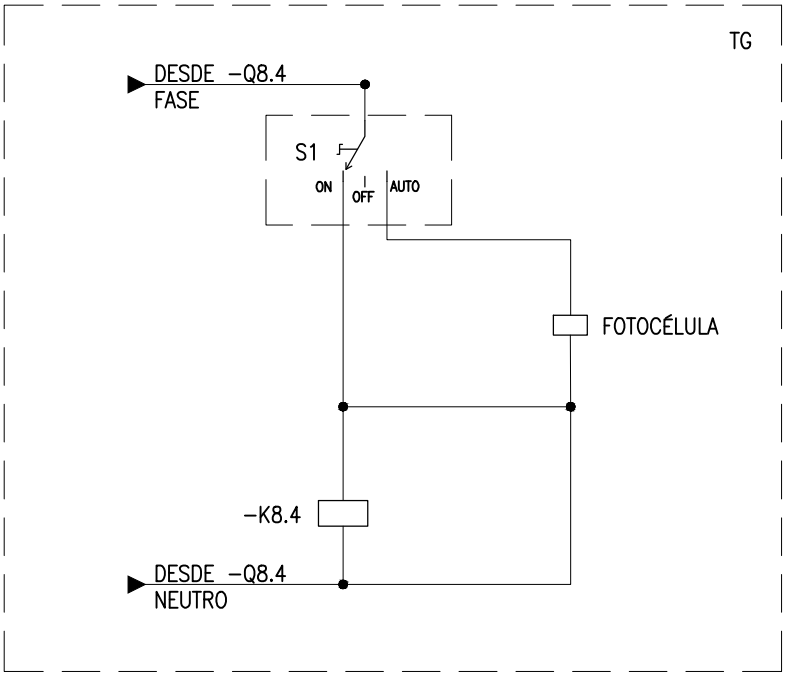 TG
DESDE -Q8.4
FASE
S1
ON
OFF
AUTO
FOTOCÉLULA
-K8.4
DESDE -Q8.4
NEUTRO